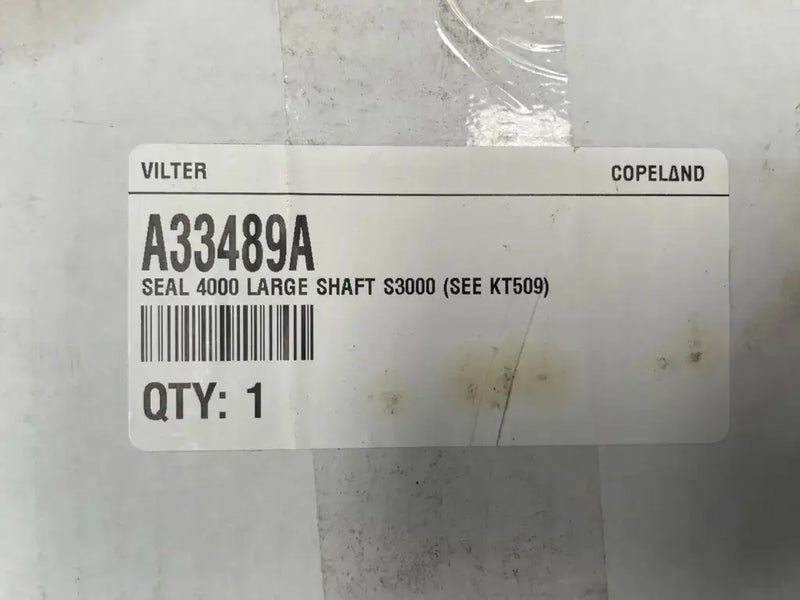 VILTER COPELAND
A33489A
SEAL 4000 LARGE SHAFT S3000 (SEE KT509)
QTY: 1